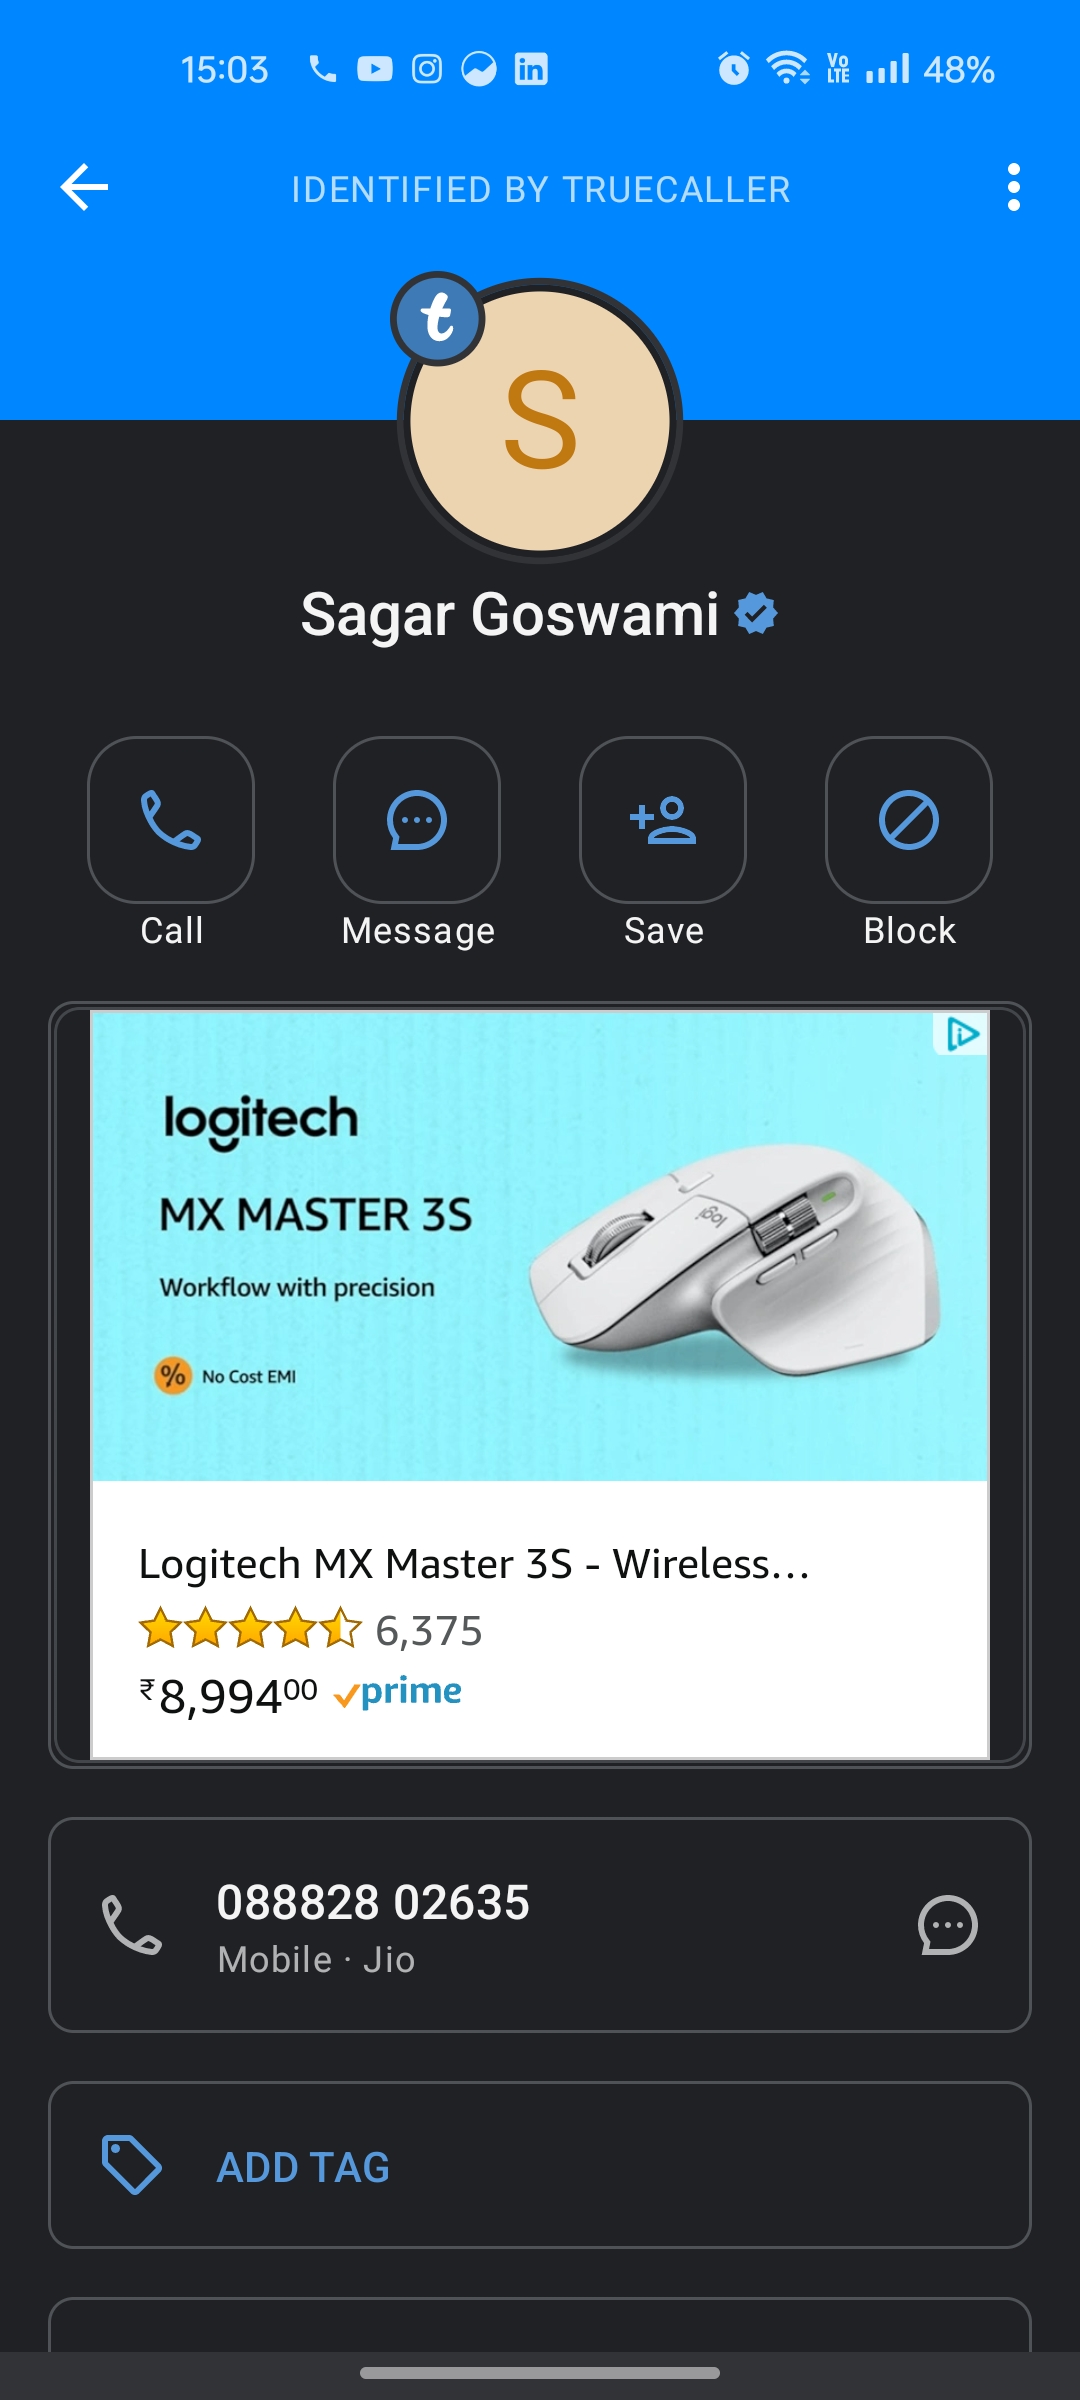 15:03 Vo LTE 48%
IDENTIFIED BY TRUECALLER
t
S
Sagar Goswami
Call Message Save Block
logitech
MX MASTER 3S
Workflow with precision
% No Cost EMI
logi
Logitech MX Master 3S - Wireless...
6,375
₹8,99400 prime
088828 02635
Mobile · Jio
ADD TAG